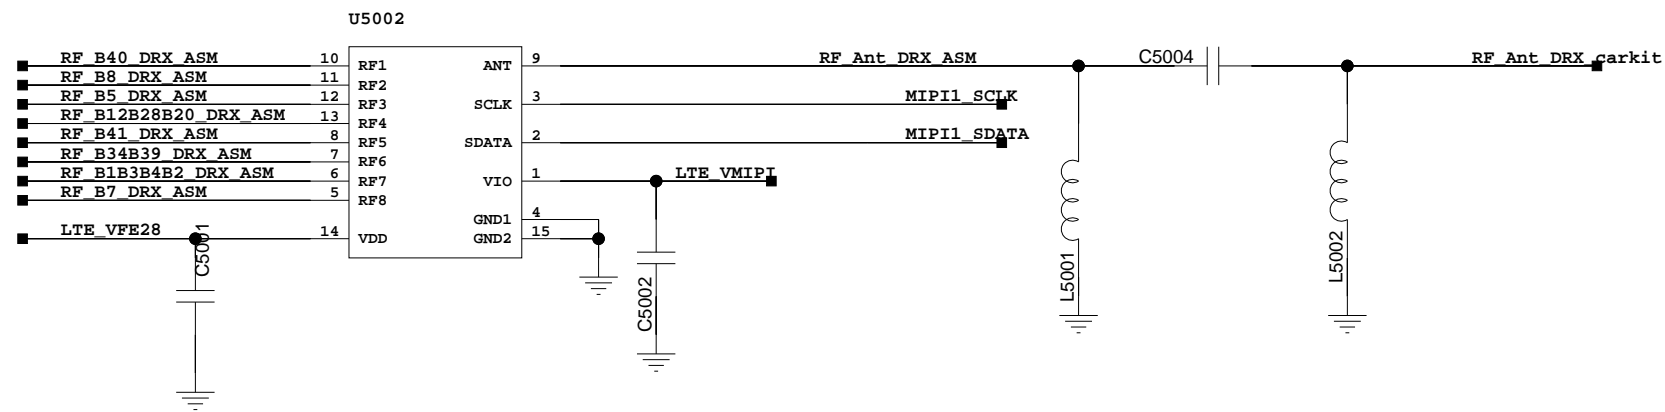 U5002
RF_B40_DRX_ASM 10 RF1 ANT 9 RF_Ant_DRX_ASM C5004 RF_Ant_DRX_carkit
RF_B8_DRX_ASM 11 RF2
RF_B5_DRX_ASM 12 RF3 SCLK 3 MIPI1_SCLK
RF_B12B28B20_DRX_ASM 13 RF4
RF_B41_DRX_ASM 8 RF5 SDATA 2 MIPI1_SDATA
RF_B34B39_DRX_ASM 7 RF6
RF_B1B3B4B2_DRX_ASM 6 RF7 VIO 1 LTE_VMIPI
RF_B7_DRX_ASM 5 RF8
GND1 4
LTE_VFE28 14 VDD GND2 15
C5001
C5002
L5001
L5002